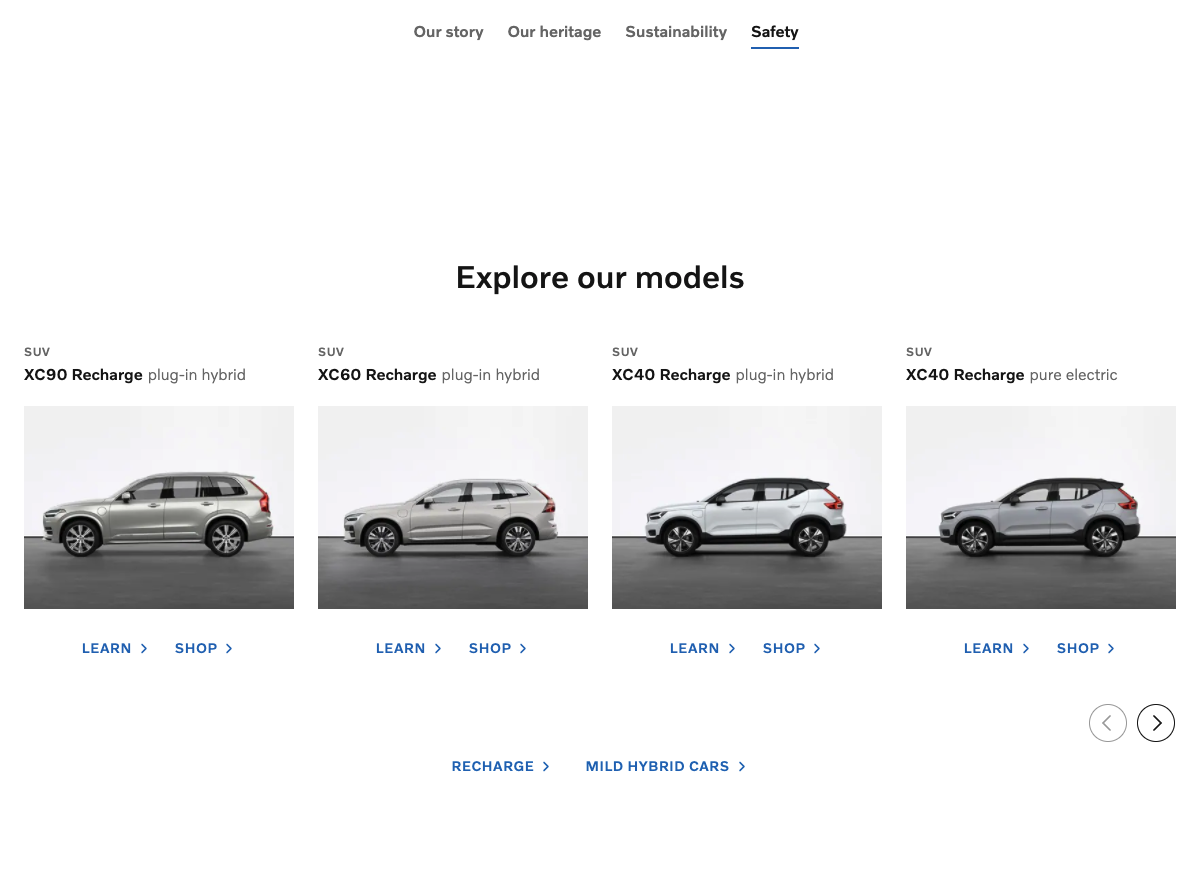 Our story Our heritage Sustainability Safety
Explore our models
SUV
XC90 Recharge plug-in hybrid
LEARN SHOP
SUV
XC60 Recharge plug-in hybrid
LEARN SHOP
SUV
XC40 Recharge plug-in hybrid
LEARN SHOP
SUV
XC40 Recharge pure electric
LEARN SHOP
RECHARGE MILD HYBRID CARS